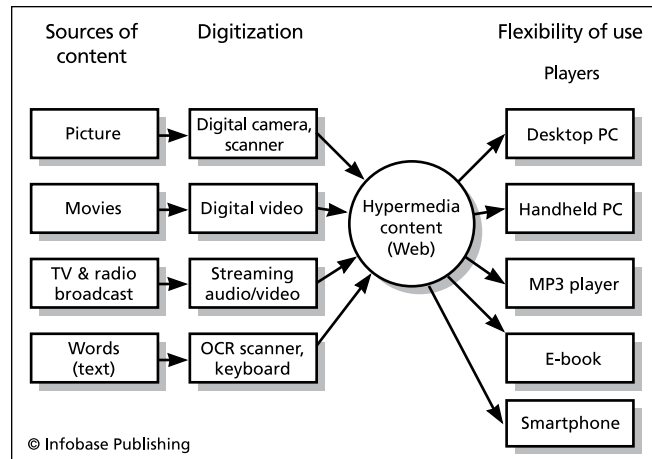 Sources of
content
Digitization
Flexibility of use
Players
Picture
Digital camera,
scanner
Desktop PC
Movies
Digital video
Hypermedia
content
(Web)
Handheld PC
TV & radio
broadcast
Streaming
audio/video
MP3 player
Words
(text)
OCR scanner,
keyboard
E-book
Smartphone
© Infobase Publishing